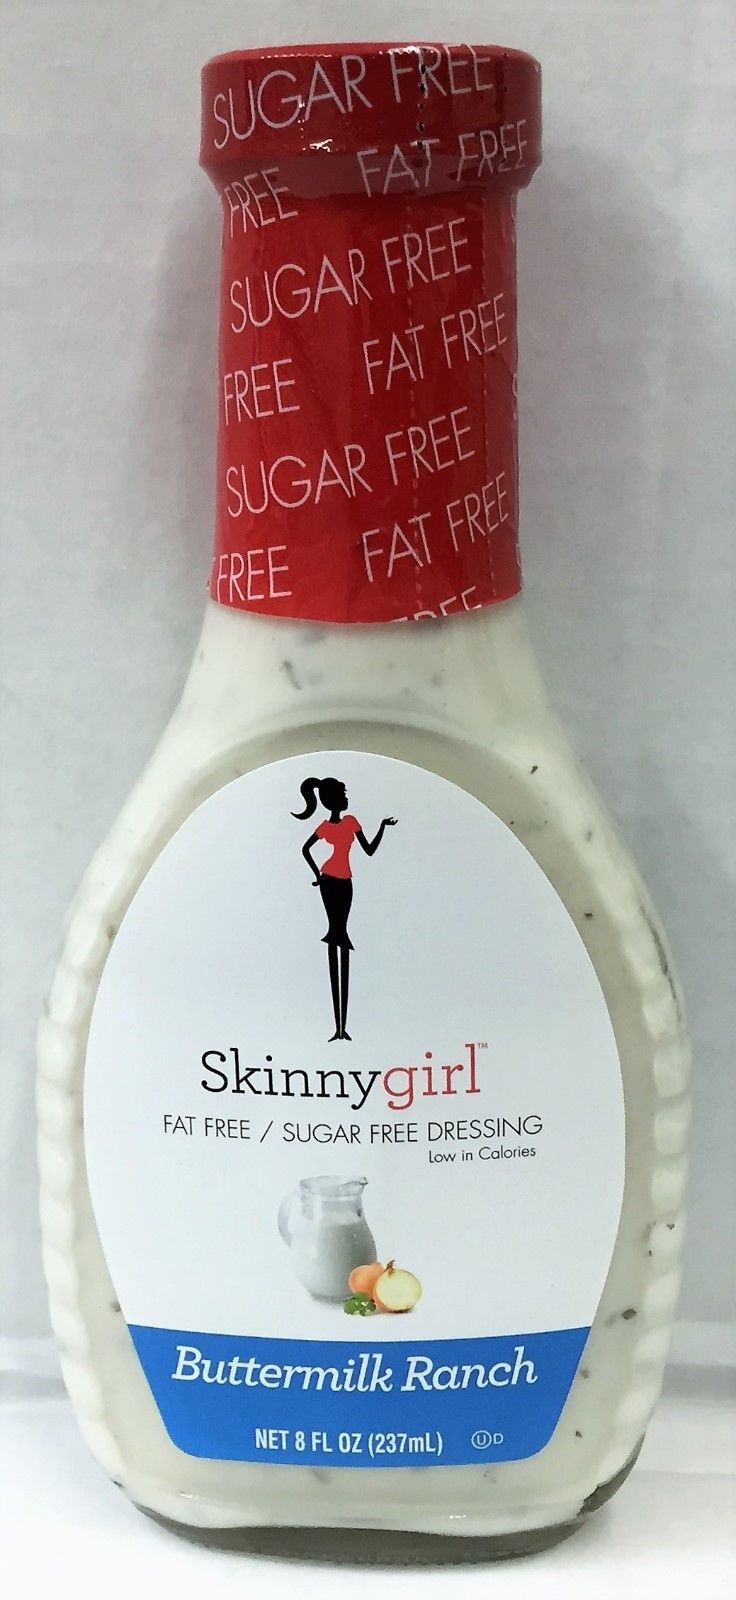 SUGAR FREE
FREE FAT FREE
SUGAR FREE
FREE FAT FREE
SUGAR FREE
FREE FAT FREE
FREE
Skinnygirl™
FAT FREE / SUGAR FREE DRESSING
Low in Calories
Buttermilk Ranch
NET 8 FL OZ (237mL) Ⓤ D